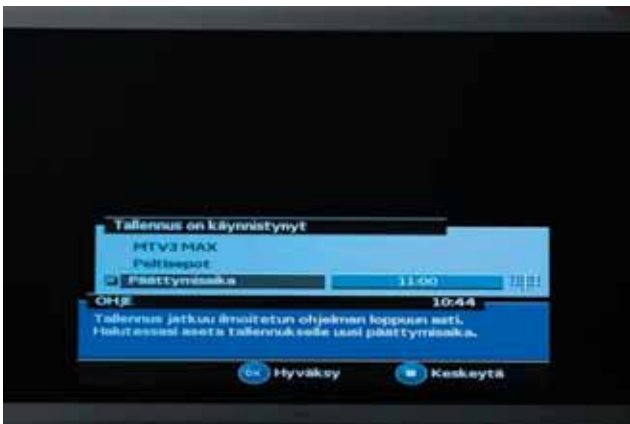 Tallennus on käynnistynyt
MTV3 MAX
Peltisepot
Päättymisaika 11:00
OHJE 10:44
Tallennus jatkuu ilmoitetun ohjelman loppuun asti.
Halutessasi aseta tallennukselle uusi päättymisaika.
OK Hyväksy Keskeytä